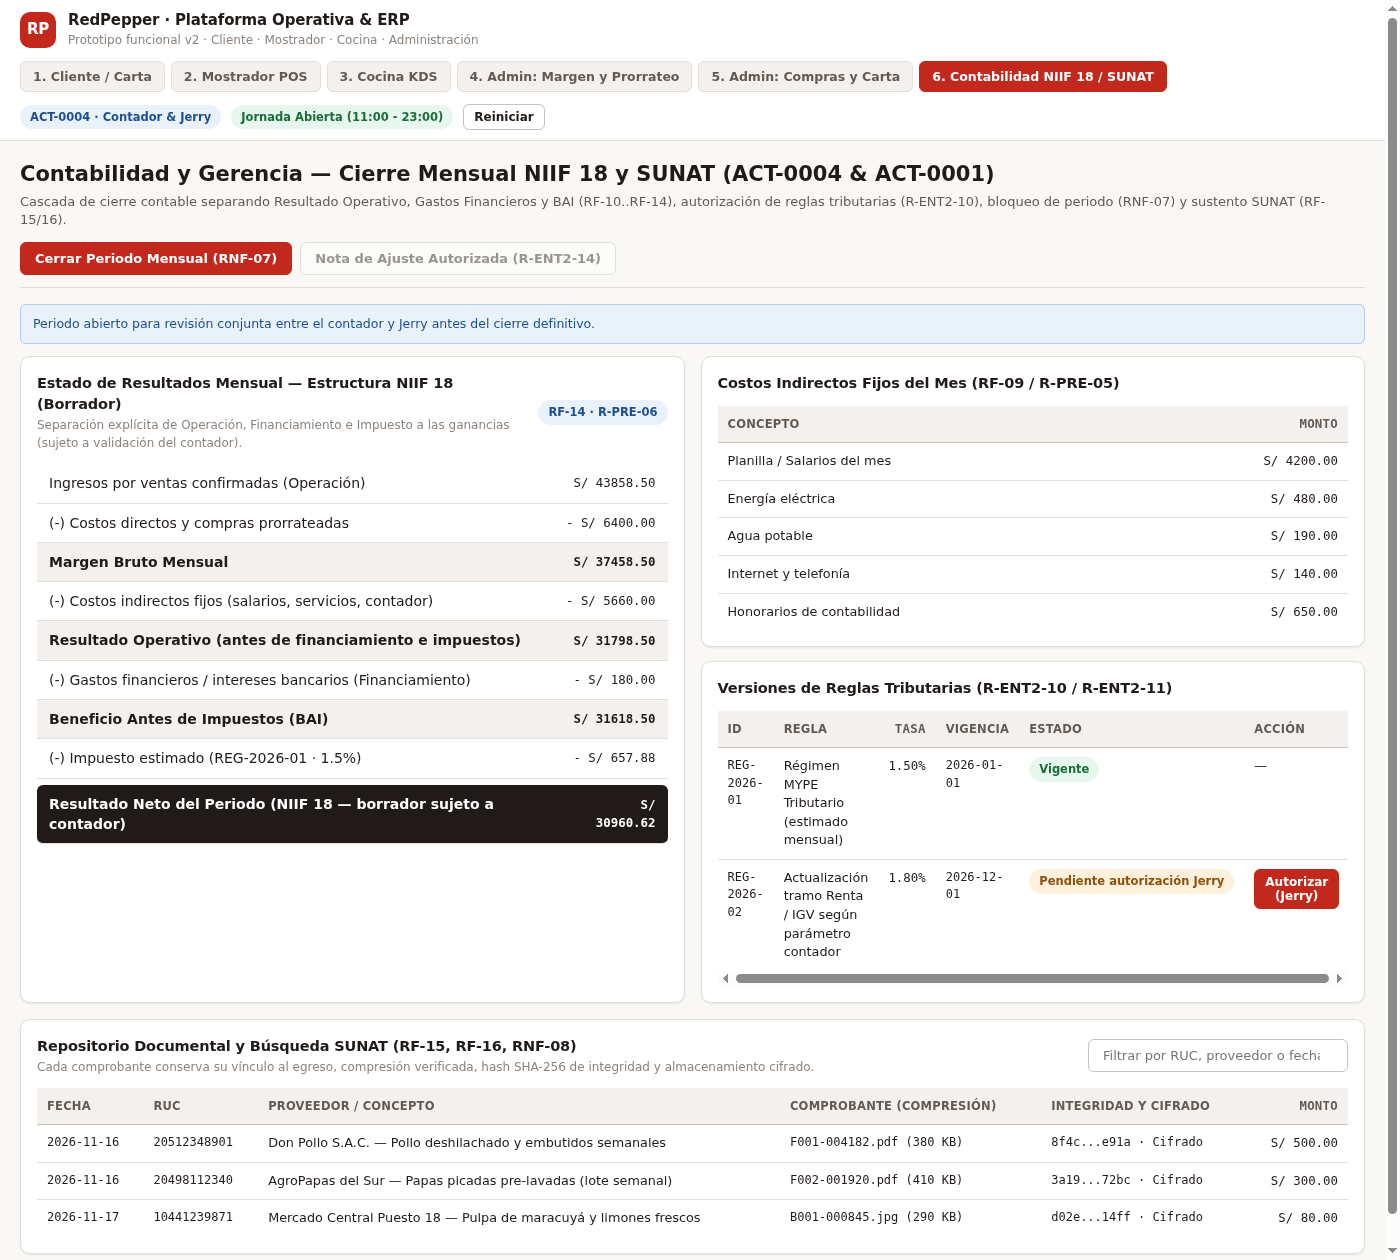 RP
RedPepper · Plataforma Operativa & ERP
Prototipo funcional v2 · Cliente · Mostrador · Cocina · Administración
1. Cliente / Carta
2. Mostrador POS
3. Cocina KDS
4. Admin: Margen y Prorrateo
5. Admin: Compras y Carta
6. Contabilidad NIIF 18 / SUNAT
ACT-0004 · Contador & Jerry
Jornada Abierta (11:00 - 23:00)
Reiniciar
Contabilidad y Gerencia — Cierre Mensual NIIF 18 y SUNAT (ACT-0004 & ACT-0001)
Cascada de cierre contable separando Resultado Operativo, Gastos Financieros y BAI (RF-10..RF-14), autorización de reglas tributarias (R-ENT2-10), bloqueo de periodo (RNF-07) y sustento SUNAT (RF-
15/16).
Cerrar Periodo Mensual (RNF-07)
Nota de Ajuste Autorizada (R-ENT2-14)
Periodo abierto para revisión conjunta entre el contador y Jerry antes del cierre definitivo.
Estado de Resultados Mensual — Estructura NIIF 18
(Borrador)
Separación explícita de Operación, Financiamiento e Impuesto a las ganancias
(sujeto a validación del contador).
RF-14 · R-PRE-06
Ingresos por ventas confirmadas (Operación) S/ 43858.50
(-) Costos directos y compras prorrateadas - S/ 6400.00
Margen Bruto Mensual S/ 37458.50
(-) Costos indirectos fijos (salarios, servicios, contador) - S/ 5660.00
Resultado Operativo (antes de financiamiento e impuestos) S/ 31798.50
(-) Gastos financieros / intereses bancarios (Financiamiento) - S/ 180.00
Beneficio Antes de Impuestos (BAI) S/ 31618.50
(-) Impuesto estimado (REG-2026-01 · 1.5%) - S/ 657.88
Resultado Neto del Periodo (NIIF 18 — borrador sujeto a S/
contador) 30960.62
Costos Indirectos Fijos del Mes (RF-09 / R-PRE-05)
CONCEPTO MONTO
Planilla / Salarios del mes S/ 4200.00
Energía eléctrica S/ 480.00
Agua potable S/ 190.00
Internet y telefonía S/ 140.00
Honorarios de contabilidad S/ 650.00
Versiones de Reglas Tributarias (R-ENT2-10 / R-ENT2-11)
ID REGLA TASA VIGENCIA ESTADO ACCIÓN
REG- Régimen 1.50% 2026-01- Vigente —
2026- MYPE 01
01 Tributario
(estimado
mensual)
REG- Actualización 1.80% 2026-12- Pendiente autorización Jerry Autorizar
2026- tramo Renta 01 (Jerry)
02 / IGV según
parámetro
contador
Repositorio Documental y Búsqueda SUNAT (RF-15, RF-16, RNF-08)
Cada comprobante conserva su vínculo al egreso, compresión verificada, hash SHA-256 de integridad y almacenamiento cifrado.
Filtrar por RUC, proveedor o fecha
FECHA RUC PROVEEDOR / CONCEPTO COMPROBANTE (COMPRESIÓN) INTEGRIDAD Y CIFRADO MONTO
2026-11-16 20512348901 Don Pollo S.A.C. — Pollo deshilachado y embutidos semanales F001-004182.pdf (380 KB) 8f4c...e91a · Cifrado S/ 500.00
2026-11-16 20498112340 AgroPapas del Sur — Papas picadas pre-lavadas (lote semanal) F002-001920.pdf (410 KB) 3a19...72bc · Cifrado S/ 300.00
2026-11-17 10441239871 Mercado Central Puesto 18 — Pulpa de maracuyá y limones frescos B001-000845.jpg (290 KB) d02e...14ff · Cifrado S/ 80.00